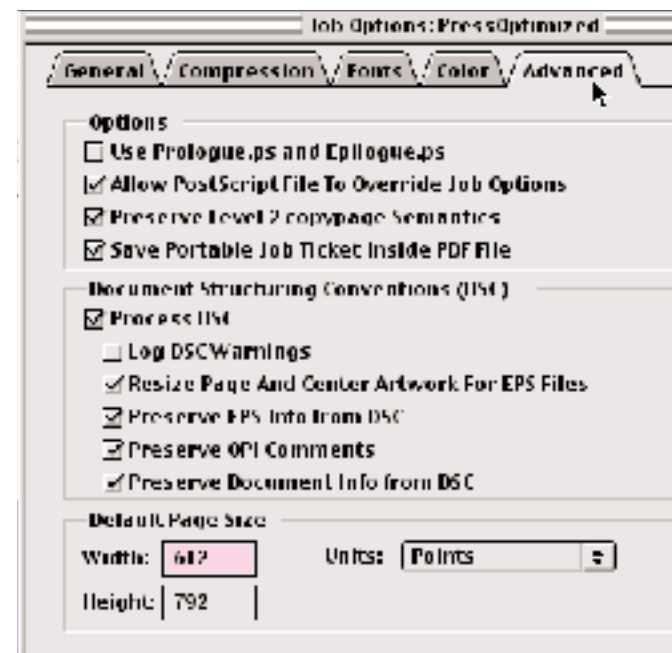 Job Options: PressOptimized
General Compression Fonts Color Advanced
Options
Use Prologue.ps and Epilogue.ps
Allow PostScript File To Override Job Options
Preserve Level 2 copypage Semantics
Save Portable Job Ticket Inside PDF File
Document Structuring Conventions (DSC)
Process DSC
Log DSC Warnings
Resize Page And Center Artwork For EPS Files
Preserve EPS Info from DSC
Preserve OPI Comments
Preserve Document Info from DSC
Default Page Size
Width: 612 Units: Points
Height: 792